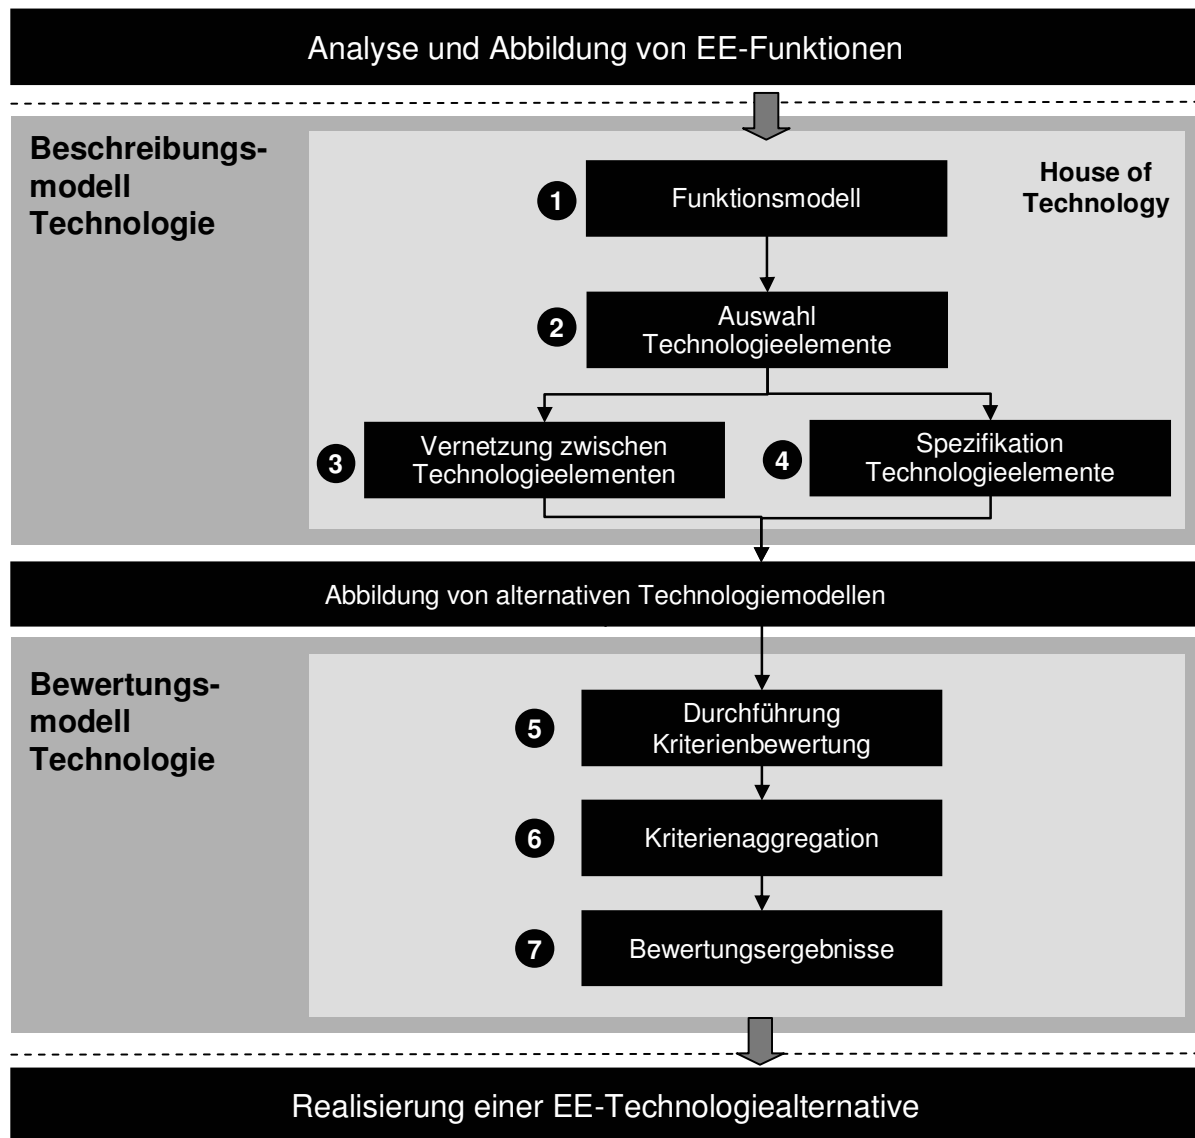 Analyse und Abbildung von EE-Funktionen
Beschreibungs-
modell
Technologie
House of
Technology
1
Funktionsmodell
2
Auswahl
Technologieelemente
3
Vernetzung zwischen
Technologieelementen
4
Spezifikation
Technologieelemente
Abbildung von alternativen Technologiemodellen
Bewertungs-
modell
Technologie
5
Durchführung
Kriterienbewertung
6
Kriterienaggregation
7
Bewertungsergebnisse
Realisierung einer EE-Technologiealternative